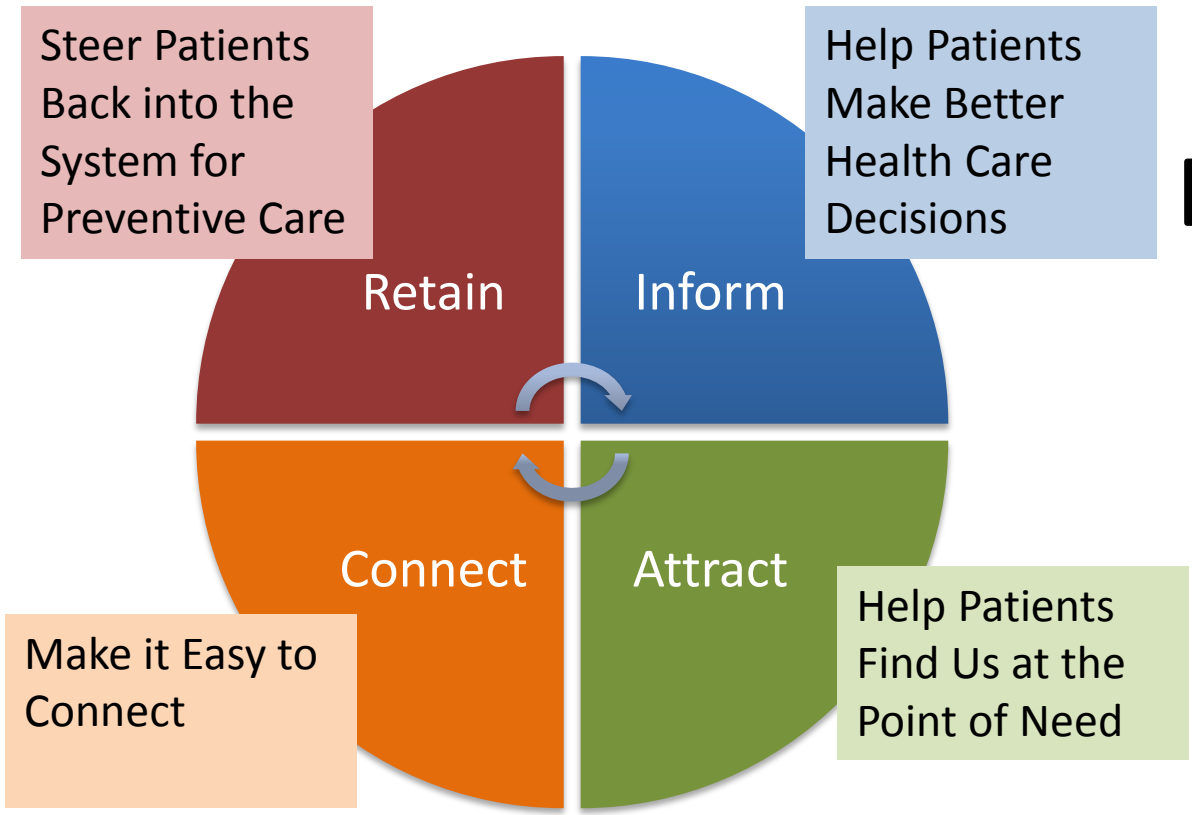 Steer Patients
Back into the
System for
Preventive Care
Help Patients
Make Better
Health Care
Decisions
Retain
Inform
Connect
Attract
Make it Easy to
Connect
Help Patients
Find Us at the
Point of Need